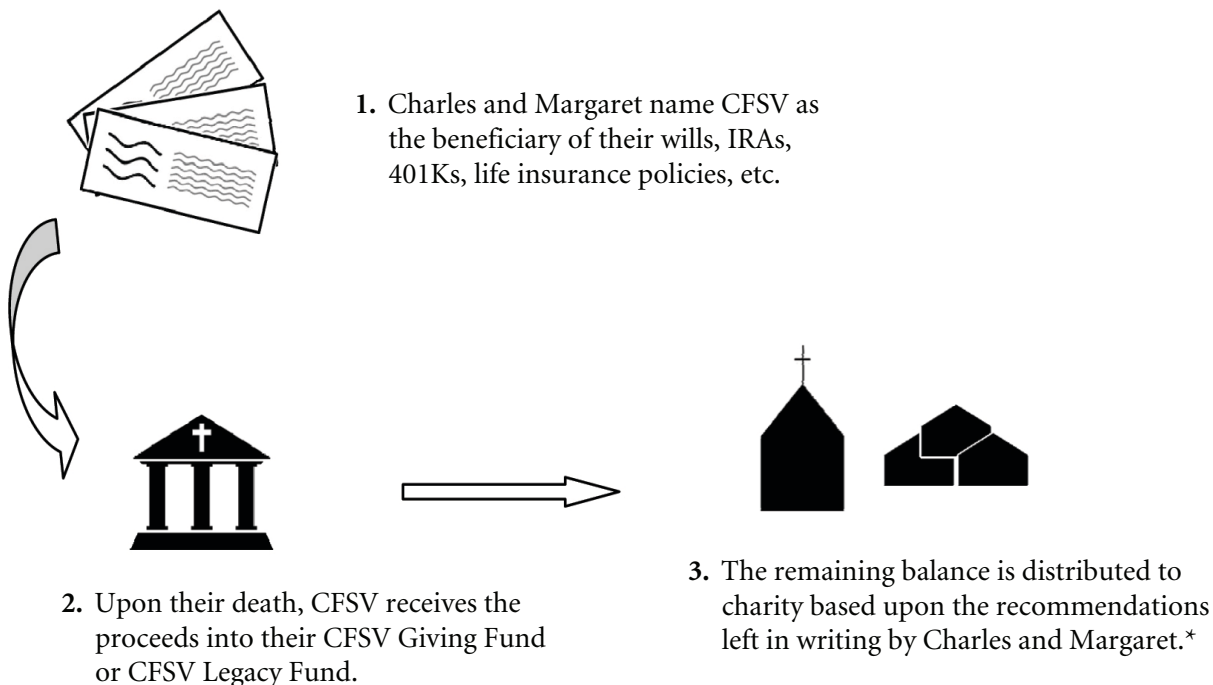 1. Charles and Margaret name CFSV as
the beneficiary of their wills, IRAs,
401Ks, life insurance policies, etc.
2. Upon their death, CFSV receives the
proceeds into their CFSV Giving Fund
or CFSV Legacy Fund.
3. The remaining balance is distributed to
charity based upon the recommendations
left in writing by Charles and Margaret.*